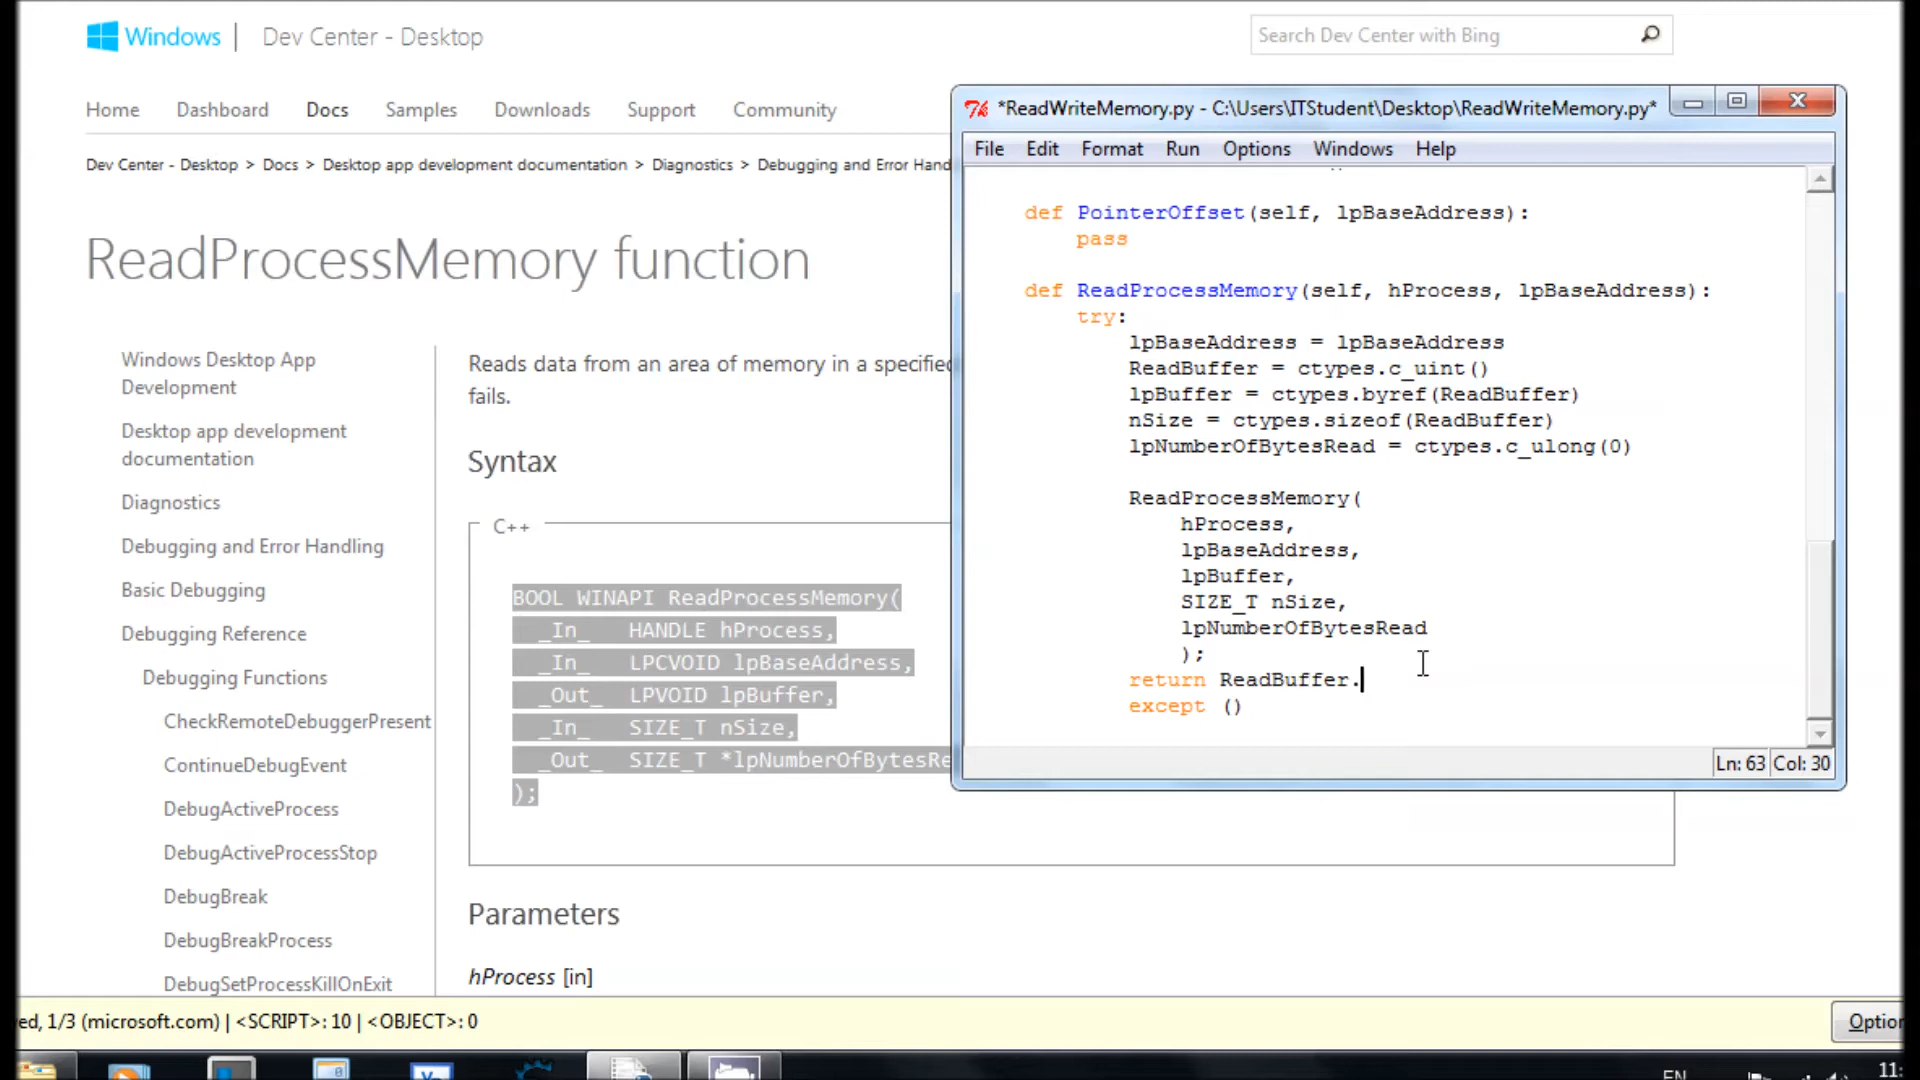 Windows | Dev Center - Desktop
Search Dev Center with Bing
Home Dashboard Docs Samples Downloads Support Community
Dev Center - Desktop > Docs > Desktop app development documentation > Diagnostics > Debugging and Error Hand
ReadProcessMemory function
Windows Desktop App
Development
Desktop app development
documentation
Diagnostics
Debugging and Error Handling
Basic Debugging
Debugging Reference
Debugging Functions
CheckRemoteDebuggerPresent
ContinueDebugEvent
DebugActiveProcess
DebugActiveProcessStop
DebugBreak
DebugBreakProcess
DebugSetProcessKillOnExit
Reads data from an area of memory in a specified
fails.
Syntax
C++
BOOL WINAPI ReadProcessMemory(
_In_ HANDLE hProcess,
_In_ LPCVOID lpBaseAddress,
_Out_ LPVOID lpBuffer,
_In_ SIZE_T nSize,
_Out_ SIZE_T *lpNumberOfBytesRe
);
Parameters
hProcess [in]
*ReadWriteMemory.py - C:\Users\ITStudent\Desktop\ReadWriteMemory.py*
File Edit Format Run Options Windows Help
def PointerOffset(self, lpBaseAddress):
pass
def ReadProcessMemory(self, hProcess, lpBaseAddress):
try:
lpBaseAddress = lpBaseAddress
ReadBuffer = ctypes.c_uint()
lpBuffer = ctypes.byref(ReadBuffer)
nSize = ctypes.sizeof(ReadBuffer)
lpNumberOfBytesRead = ctypes.c_ulong(0)
ReadProcessMemory(
hProcess,
lpBaseAddress,
lpBuffer,
SIZE_T nSize,
lpNumberOfBytesRead
);
return ReadBuffer.
except ()
Ln: 63 Col: 30
ed, 1/3 (microsoft.com) | <SCRIPT>: 10 | <OBJECT>: 0
Option
EN
11: